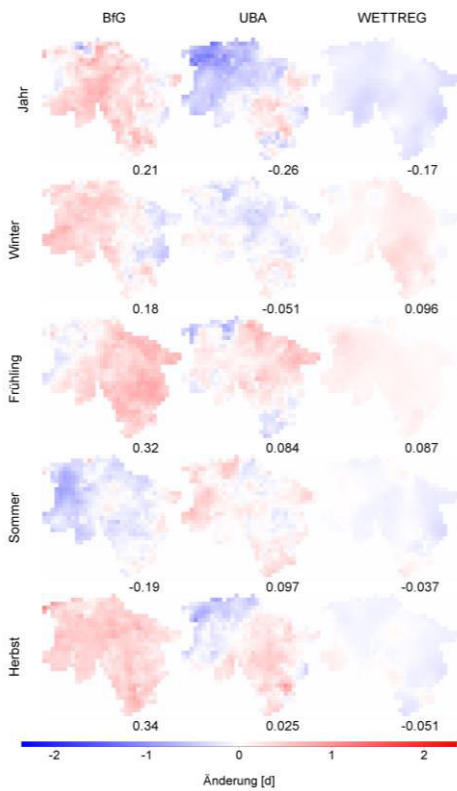 BfG UBA WETTREG
Jahr
0.21 -0.26 -0.17
Winter
0.18 -0.051 0.096
Frühling
0.32 0.084 0.087
Sommer
-0.19 0.097 -0.037
Herbst
0.34 0.025 -0.051
-2 -1 0 1 2
Änderung [d]